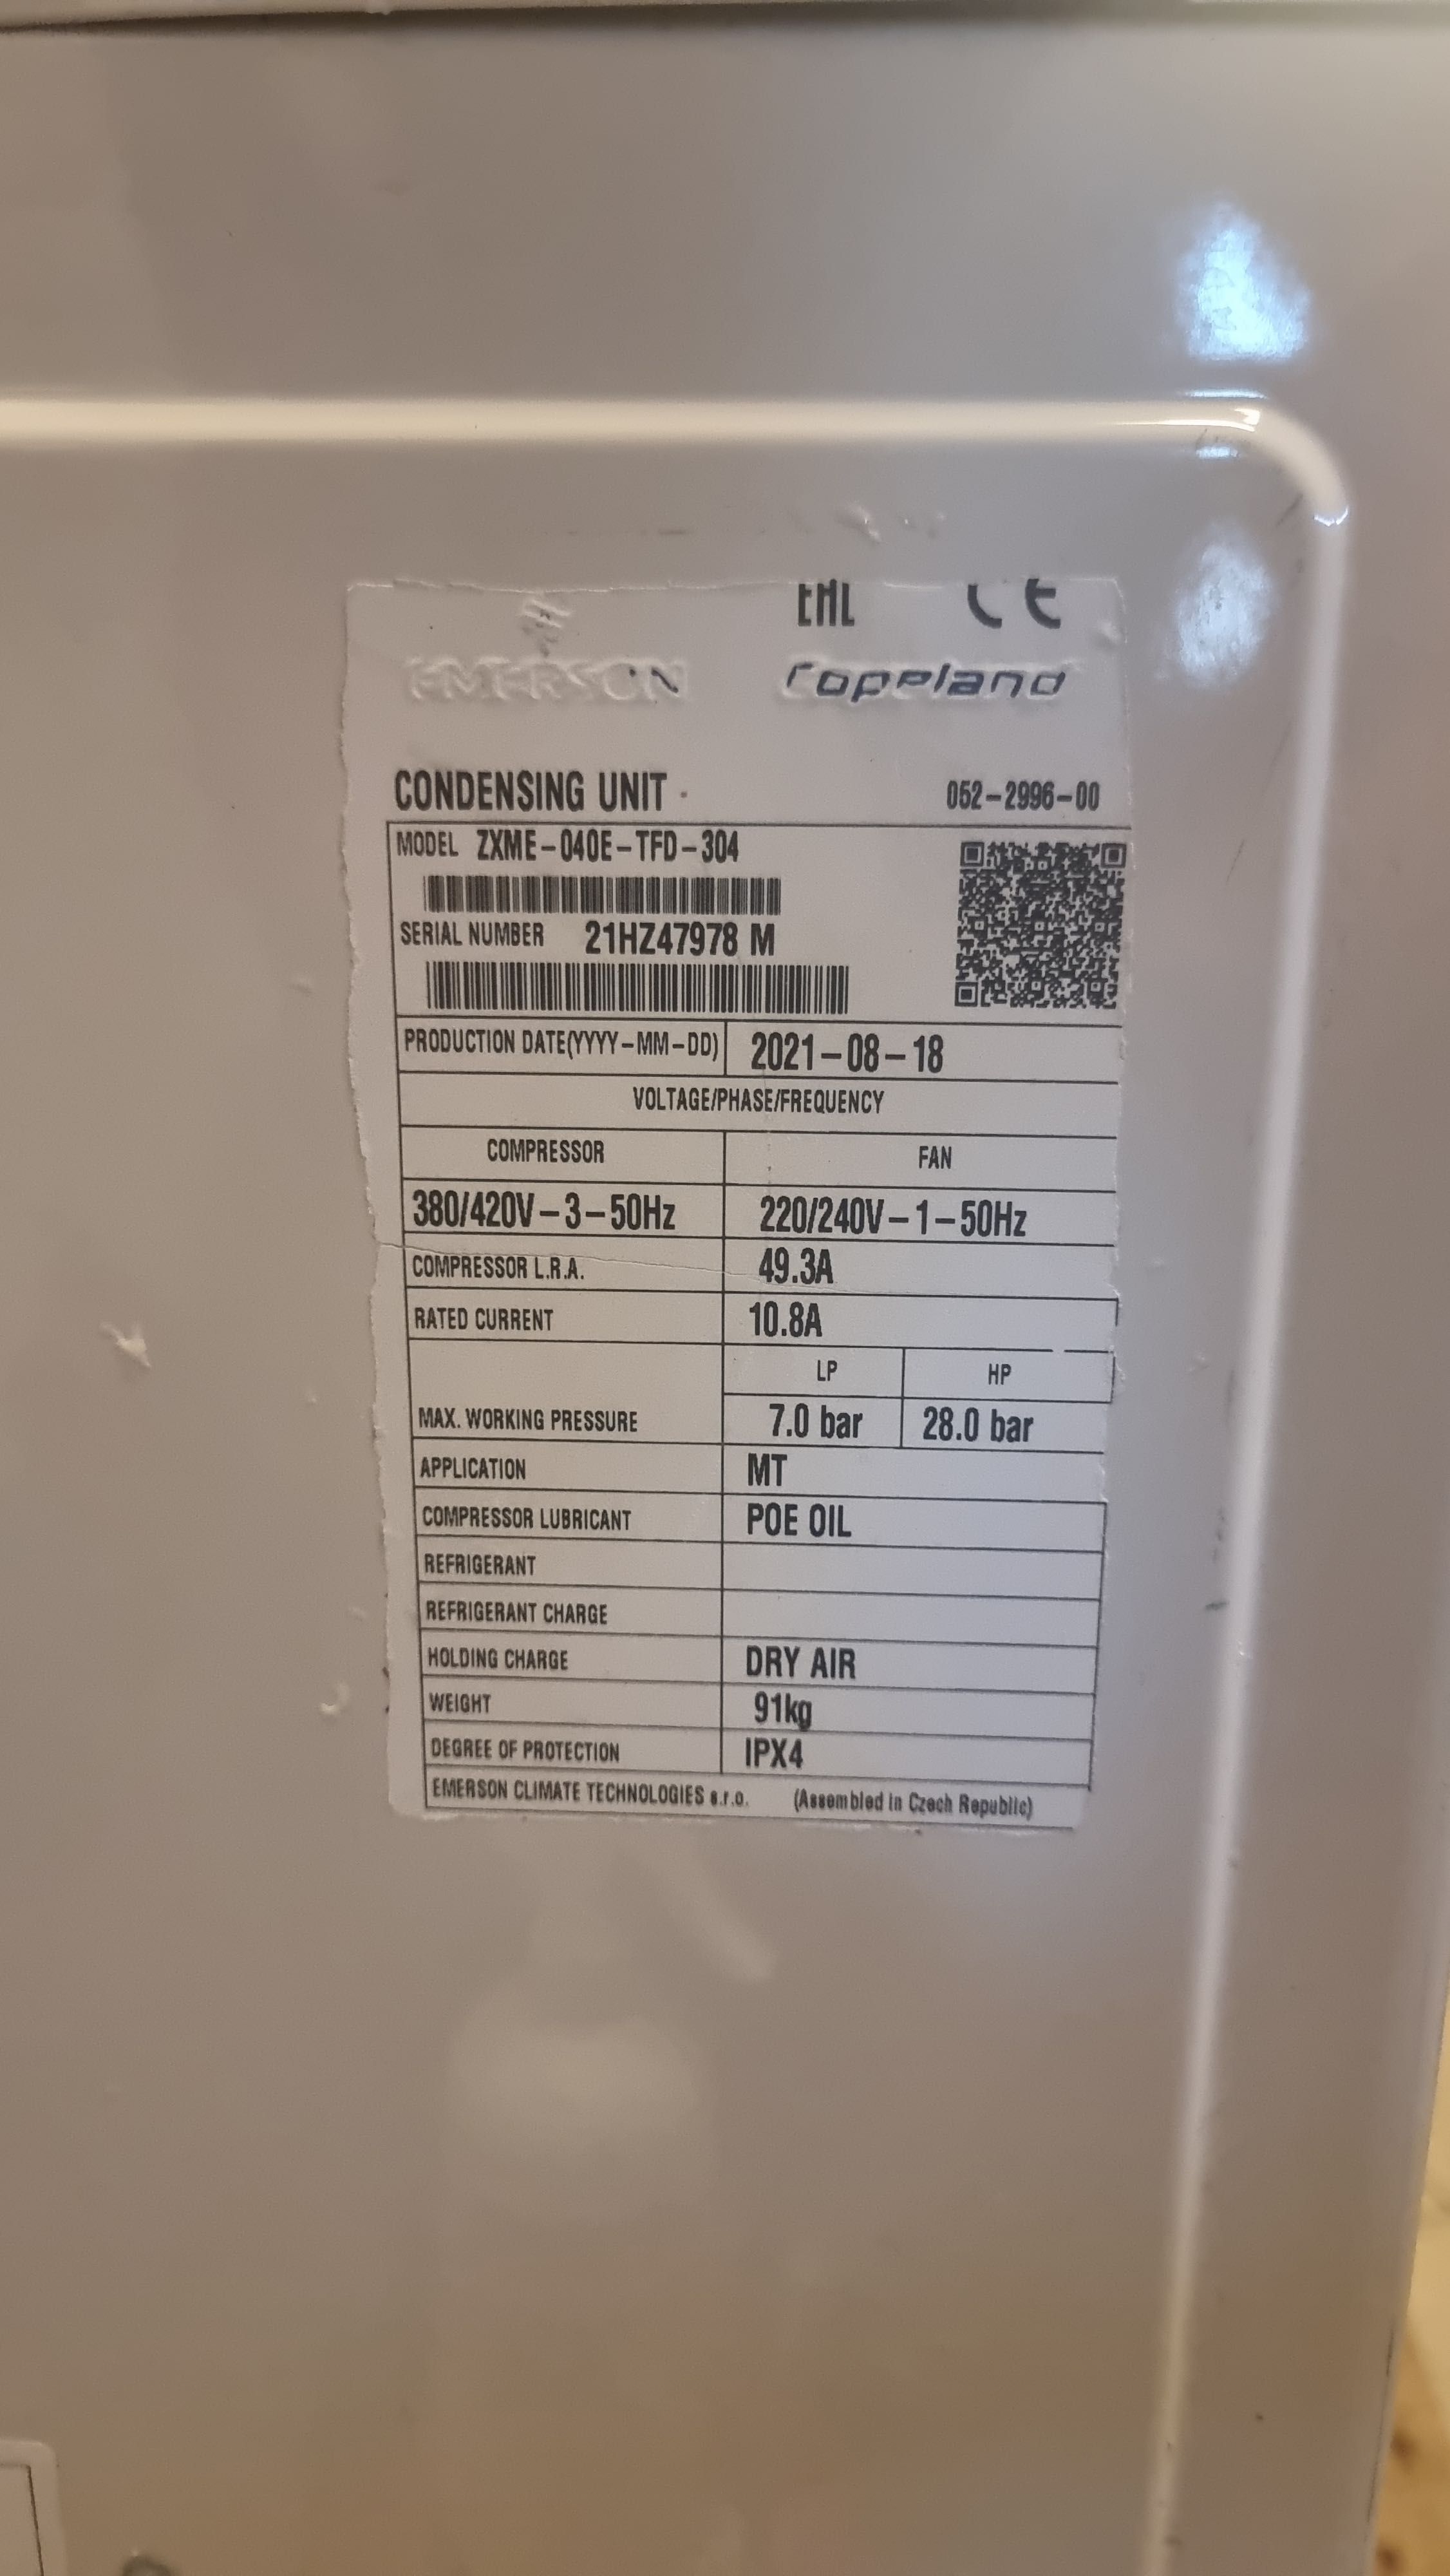 EAC CE
EMERSON Copeland
CONDENSING UNIT 052-2996-00
MODEL ZXME-040E-TFD-304
SERIAL NUMBER 21HZ47978 M
PRODUCTION DATE(YYYY-MM-DD) 2021-08-18
VOLTAGE/PHASE/FREQUENCY
COMPRESSOR FAN
380/420V-3-50Hz 220/240V-1-50Hz
COMPRESSOR L.R.A. 49.3A
RATED CURRENT 10.8A
LP HP
MAX. WORKING PRESSURE 7.0 bar 28.0 bar
APPLICATION MT
COMPRESSOR LUBRICANT POE OIL
REFRIGERANT
REFRIGERANT CHARGE
HOLDING CHARGE DRY AIR
WEIGHT 91kg
DEGREE OF PROTECTION IPX4
EMERSON CLIMATE TECHNOLOGIES s.r.o. (Assembled in Czech Republic)